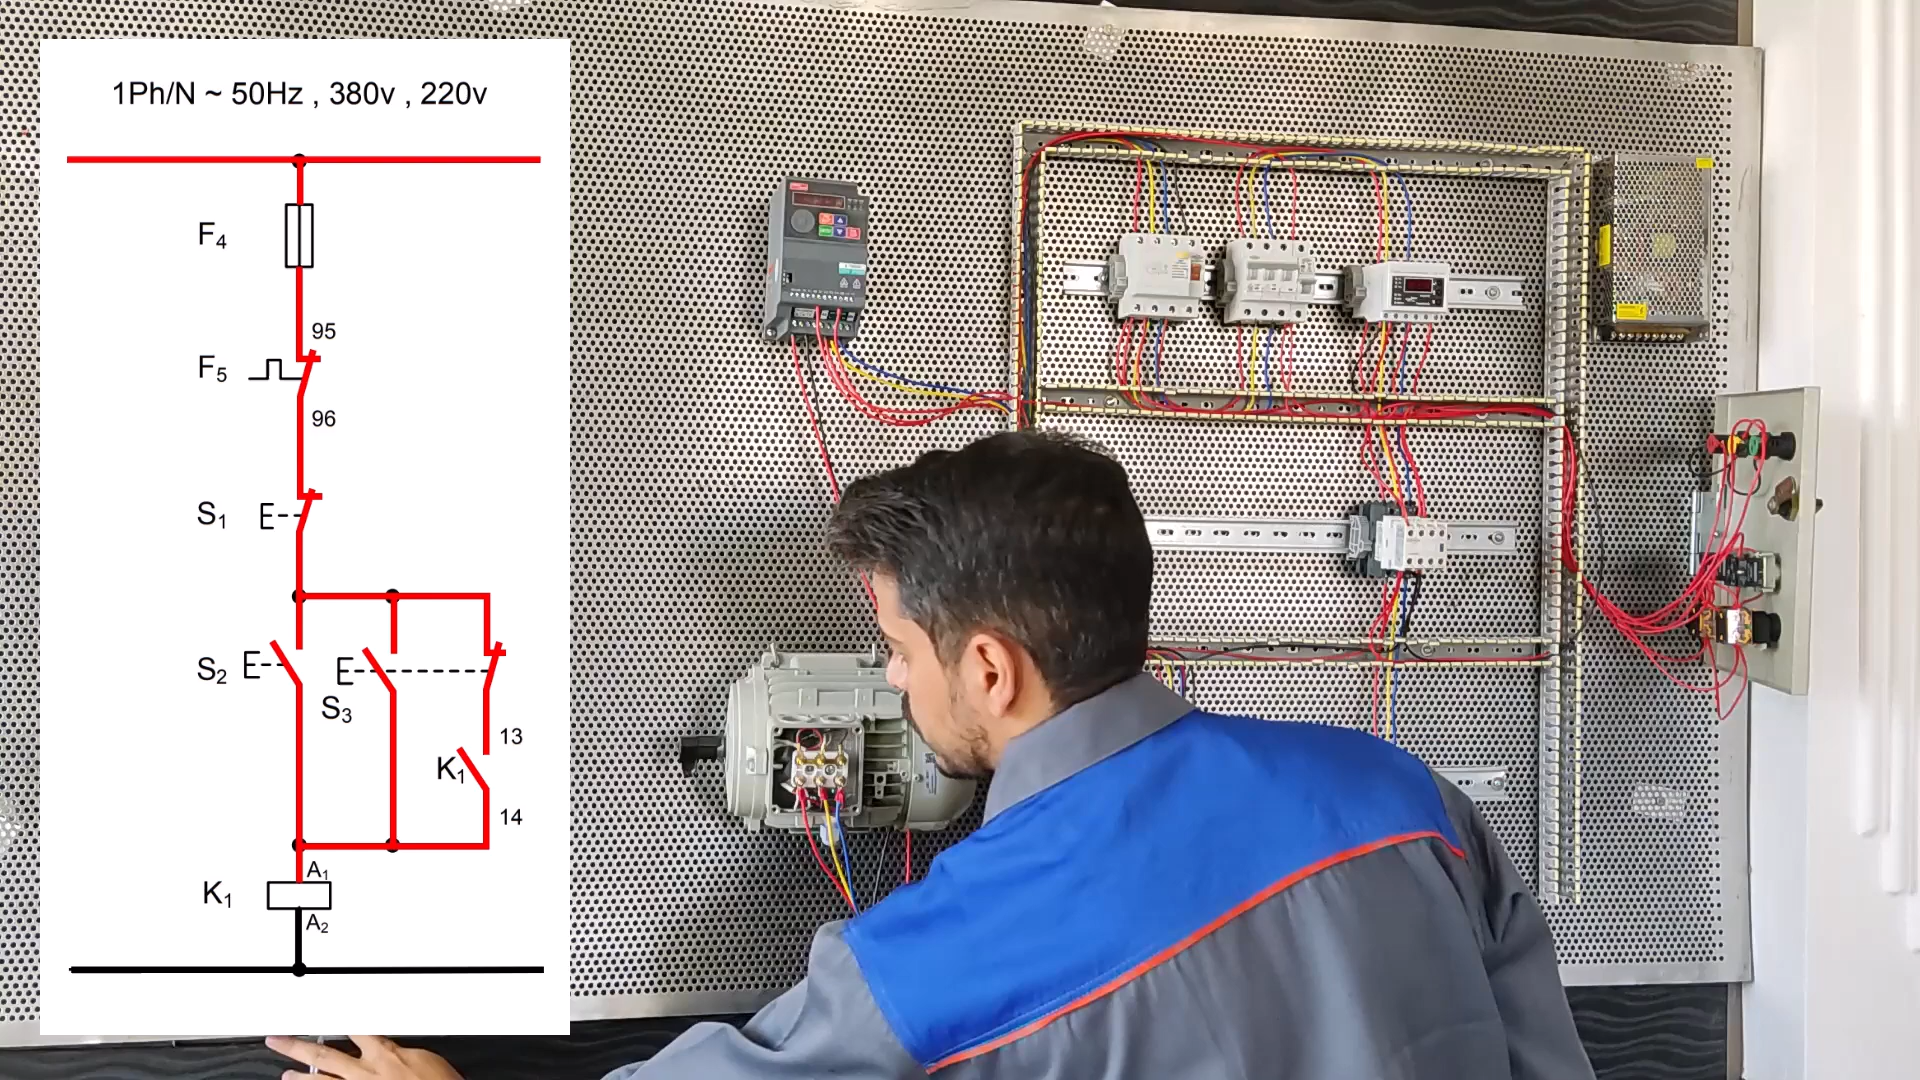 1Ph/N ~ 50Hz , 380v , 220v
F4
95
F5
96
S1
S2
S3
13
K1
14
A1
K1
A2